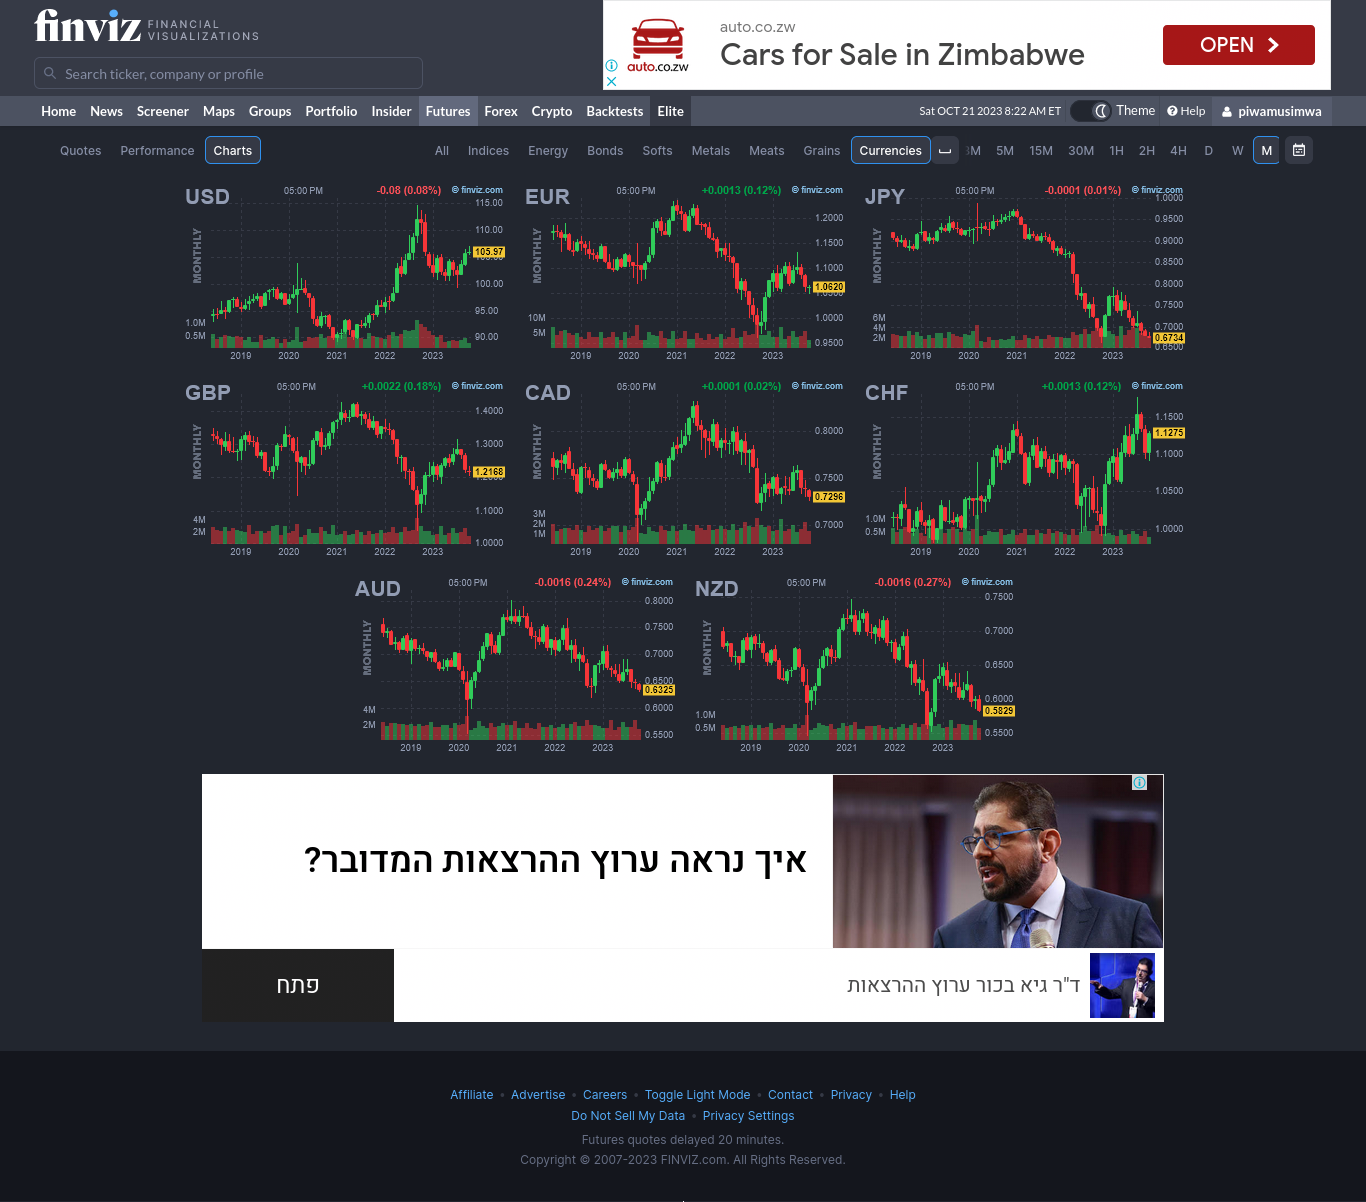 finviz FINANCIAL VISUALIZATIONS
auto.co.zw
Cars for Sale in Zimbabwe
OPEN
auto.co.zw
Search ticker, company or profile
Home News Screener Maps Groups Portfolio Insider Futures Forex Crypto Backtests Elite
Sat OCT 21 2023 8:22 AM ET Theme Help piwamusimwa
Quotes Performance Charts
All Indices Energy Bonds Softs Metals Meats Grains Currencies
5M 15M 30M 1H 2H 4H D W M
USD 05:00 PM -0.08 (0.08%) © finviz.com
MONTHLY
115.00
110.00
105.97
100.00
95.00
90.00
1.0M
0.5M
2019 2020 2021 2022 2023
EUR 05:00 PM +0.0013 (0.12%) © finviz.com
MONTHLY
1.2000
1.1500
1.1000
1.0620
1.0000
0.9500
10M
5M
2019 2020 2021 2022 2023
JPY 05:00 PM -0.0001 (0.01%) © finviz.com
MONTHLY
1.0000
0.9500
0.9000
0.8500
0.8000
0.7500
0.7000
0.6734
0.6500
6M
4M
2M
2019 2020 2021 2022 2023
GBP 05:00 PM +0.0022 (0.18%) © finviz.com
MONTHLY
1.4000
1.3000
1.2168
1.1000
1.0000
4M
2M
2019 2020 2021 2022 2023
CAD 05:00 PM +0.0001 (0.02%) © finviz.com
MONTHLY
0.8000
0.7500
0.7296
0.7000
3M
2M
1M
2019 2020 2021 2022 2023
CHF 05:00 PM +0.0013 (0.12%) © finviz.com
MONTHLY
1.1500
1.1275
1.1000
1.0500
1.0000
1.0M
0.5M
2019 2020 2021 2022 2023
AUD 05:00 PM -0.0016 (0.24%) © finviz.com
MONTHLY
0.8000
0.7500
0.7000
0.6500
0.6325
0.6000
0.5500
4M
2M
2019 2020 2021 2022 2023
NZD 05:00 PM -0.0016 (0.27%) © finviz.com
MONTHLY
0.7500
0.7000
0.6500
0.6000
0.5829
0.5500
1.0M
0.5M
2019 2020 2021 2022 2023
איך נראה ערוץ ההרצאות המדובר?
ד"ר גיא בכור ערוץ ההרצאות
פתח
Affiliate • Advertise • Careers • Toggle Light Mode • Contact • Privacy • Help
Do Not Sell My Data • Privacy Settings
Futures quotes delayed 20 minutes.
Copyright © 2007-2023 FINVIZ.com. All Rights Reserved.